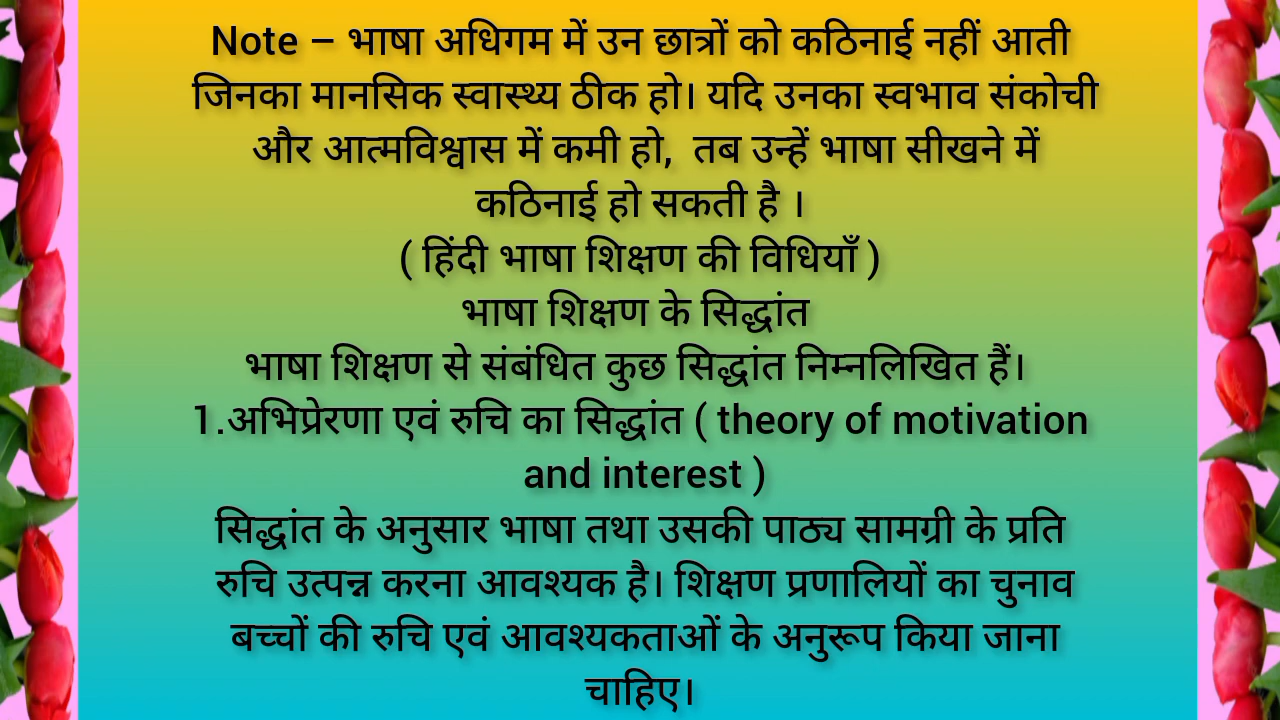 Note – भाषा अधिगम में उन छात्रों को कठिनाई नहीं आती
जिनका मानसिक स्वास्थ्य ठीक हो। यदि उनका स्वभाव संकोची
और आत्मविश्वास में कमी हो, तब उन्हें भाषा सीखने में
कठिनाई हो सकती है ।
( हिंदी भाषा शिक्षण की विधियाँ )
भाषा शिक्षण के सिद्धांत
भाषा शिक्षण से संबंधित कुछ सिद्धांत निम्नलिखित हैं।
1.अभिप्रेरणा एवं रुचि का सिद्धांत ( theory of motivation
and interest )
सिद्धांत के अनुसार भाषा तथा उसकी पाठ्य सामग्री के प्रति
रुचि उत्पन्न करना आवश्यक है। शिक्षण प्रणालियों का चुनाव
बच्चों की रुचि एवं आवश्यकताओं के अनुरूप किया जाना
चाहिए।